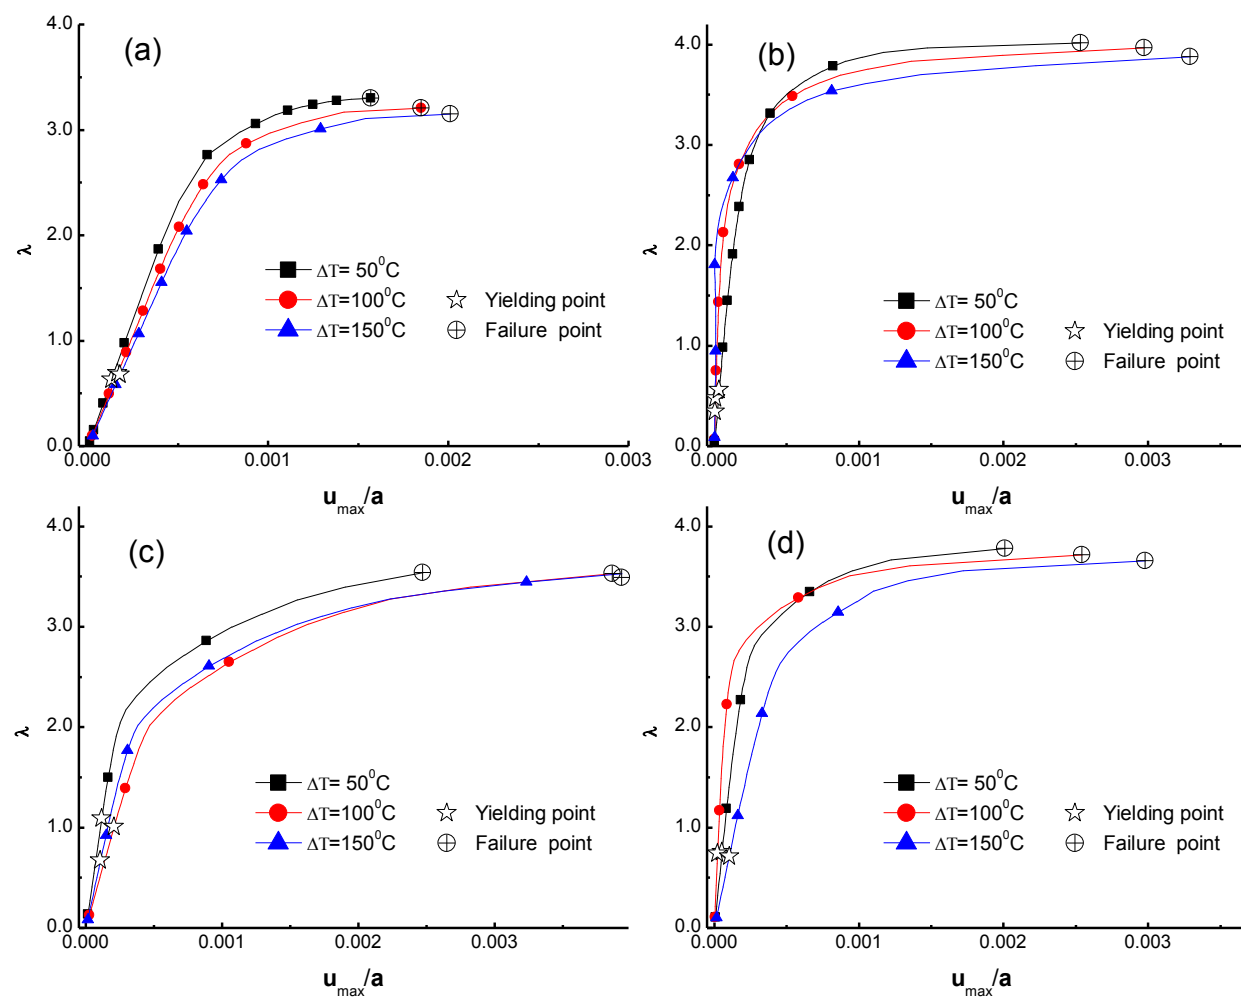 (a)
4.0
3.0
2.0
1.0
0.0
λ
ΔT= 50⁰C
ΔT=100⁰C
ΔT=150⁰C
Yielding point
Failure point
0.000 0.001 0.002 0.003
u_max/a
(b)
4.0
3.0
2.0
1.0
0.0
λ
ΔT= 50⁰C
ΔT=100⁰C
ΔT=150⁰C
Yielding point
Failure point
0.000 0.001 0.002 0.003
u_max/a
(c)
4.0
3.0
2.0
1.0
0.0
λ
ΔT= 50⁰C
ΔT=100⁰C
ΔT=150⁰C
Yielding point
Failure point
0.000 0.001 0.002 0.003
u_max/a
(d)
4.0
3.0
2.0
1.0
0.0
λ
ΔT= 50⁰C
ΔT=100⁰C
ΔT=150⁰C
Yielding point
Failure point
0.000 0.001 0.002 0.003
u_max/a